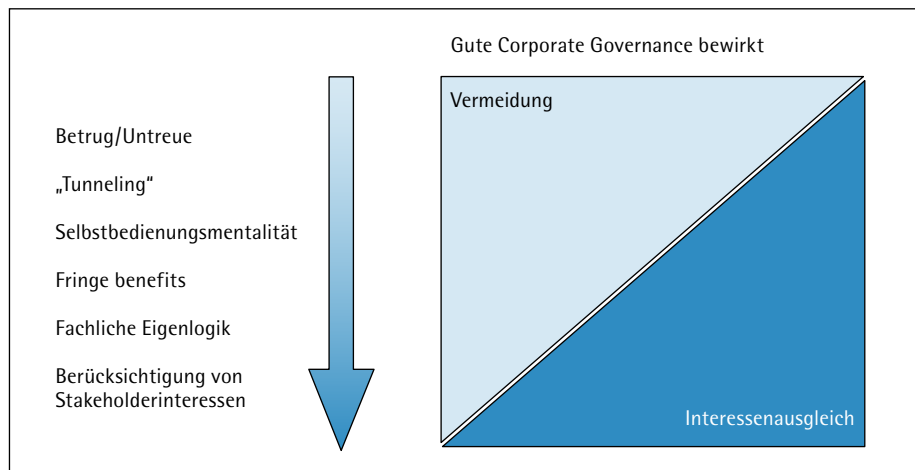 Gute Corporate Governance bewirkt
Vermeidung
Betrug/Untreue
„Tunneling“
Selbstbedienungsmentalität
Fringe benefits
Fachliche Eigenlogik
Berücksichtigung von
Stakeholderinteressen
Interessenausgleich